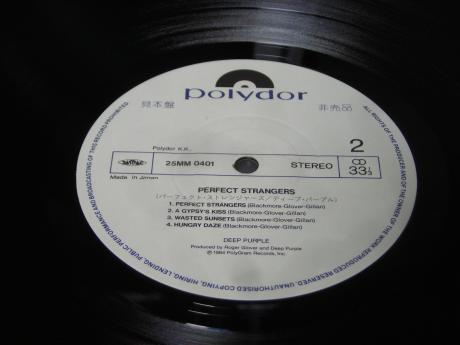 polydor
見本盤
非売品
Polydor K.K.,
2
25MM 0401
STEREO
33⅓
Made in Japan
PERFECT STRANGERS
(パーフェクト・ストレンジャーズ/ディープ・パープル)
1. PERFECT STRANGERS (Blackmore-Glover-Gillan)
2. A GYPSY'S KISS (Blackmore-Glover-Gillan)
3. WASTED SUNSETS (Blackmore-Glover-Gillan)
4. HUNGRY DAZE (Blackmore-Glover-Gillan)
DEEP PURPLE
Produced by Roger Glover and Deep Purple
℗ 1984 PolyGram Records, Inc
ALL RIGHTS OF THE PRODUCER AND OF THE OWNER OF THE WORK REPRODUCED RESERVED. UNAUTHORISED COPYING, HIRING, LENDING, PUBLIC PERFORMANCE AND BROADCASTING OF THIS RECORD PROHIBITED.